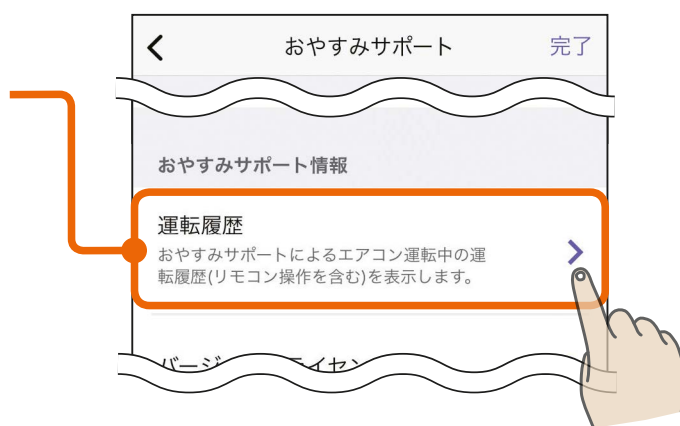 おやすみサポート 完了
おやすみサポート情報
運転履歴
おやすみサポートによるエアコン運転中の運
転履歴(リモコン操作を含む)を表示します。